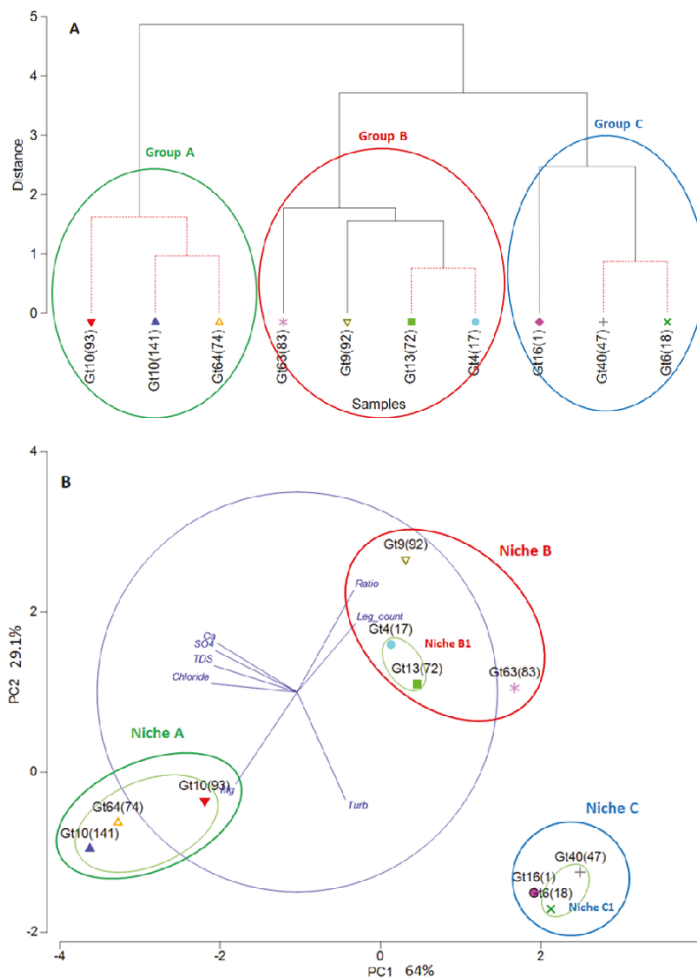 5
A
4
3
2
1
0
Distance
Group A
Group B
Group C
Gt10(93)
Gt10(141)
Gt64(74)
Gt63(83)
Gt9(92)
Gt13(72)
Gt4(17)
Gt16(1)
Gt40(47)
Gt6(18)
Samples
4
B
Niche B
Gt9(92)
Ratio
2
Leg_count
Gt4(17)
Ca
SO4
Niche B1
TDS
Gt13(72)
Gt63(83)
Chloride
PC2 29.1%
Niche A
0
Gt10(93)
Mg
Gt64(74)
Turb
Gt10(141)
Niche C
Gt40(47)
Gt16(1)
Gt6(18)
Niche C1
-2
-4
-2
0
2
PC1 64%